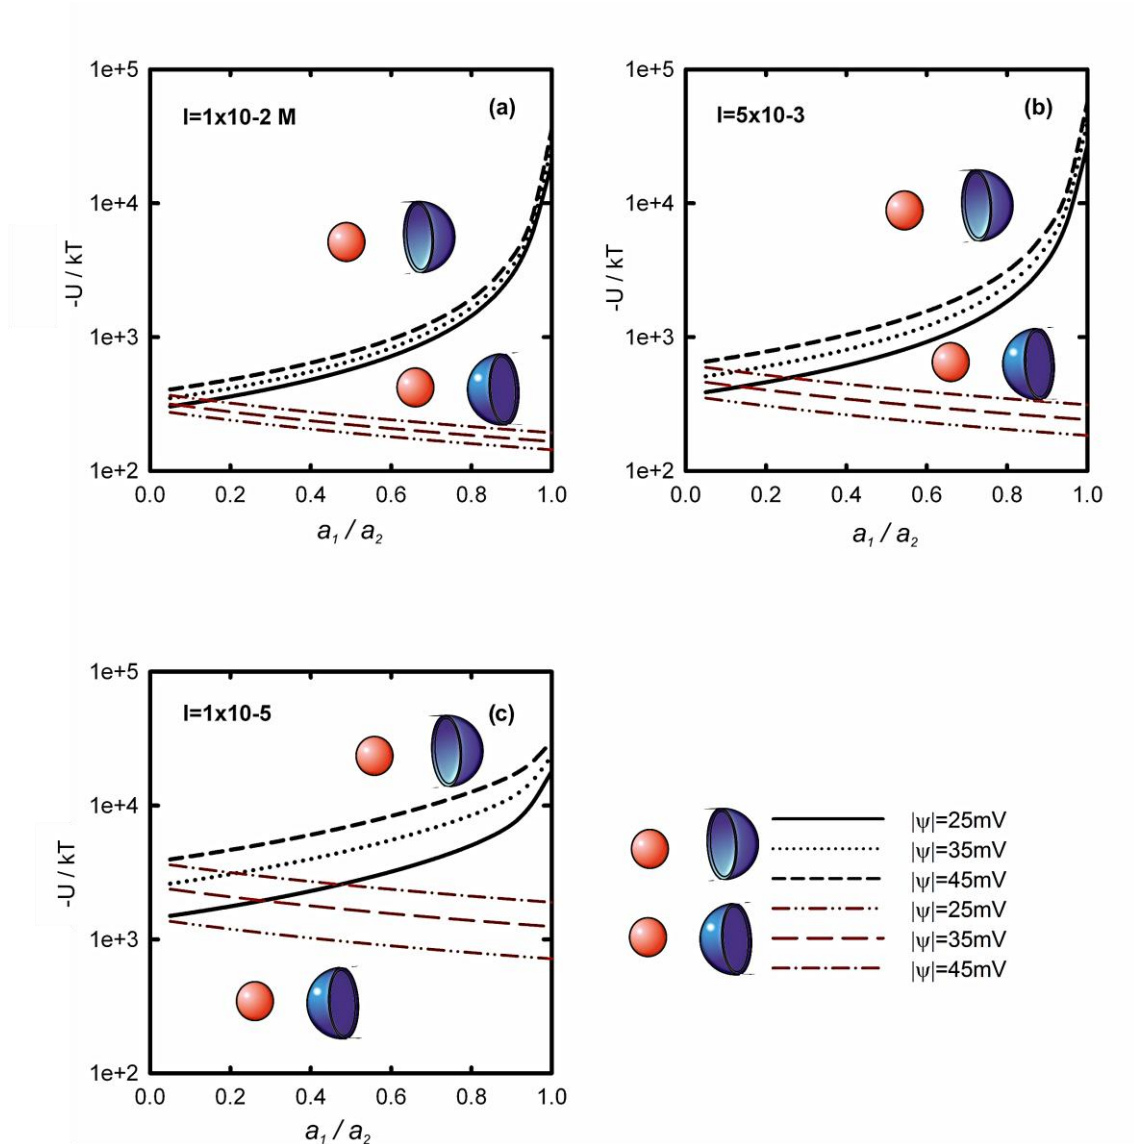 1e+5
I=1x10-2 M
(a)
1e+4
-U / kT
1e+3
1e+2
0.0 0.2 0.4 0.6 0.8 1.0
a1 / a2
1e+5
I=5x10-3
(b)
1e+4
-U / kT
1e+3
1e+2
0.0 0.2 0.4 0.6 0.8 1.0
a1 / a2
1e+5
I=1x10-5
(c)
1e+4
-U / kT
1e+3
1e+2
0.0 0.2 0.4 0.6 0.8 1.0
a1 / a2
|ψ|=25mV
|ψ|=35mV
|ψ|=45mV
|ψ|=25mV
|ψ|=35mV
|ψ|=45mV